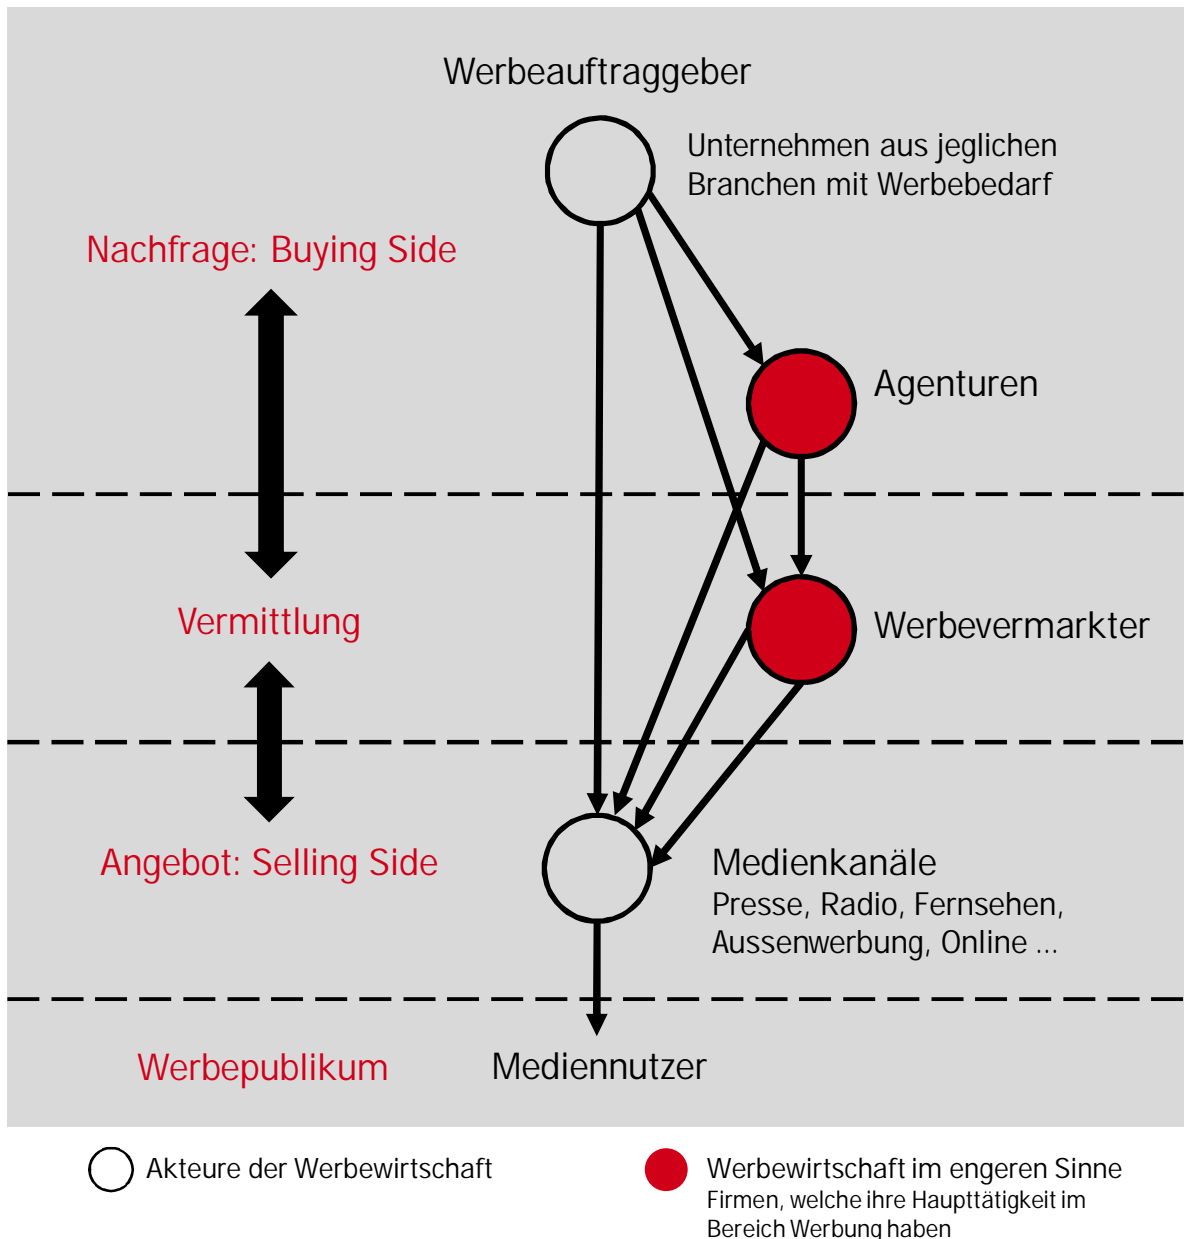 Werbeauftraggeber
Unternehmen aus jeglichen
Branchen mit Werbebedarf
Nachfrage: Buying Side
Agenturen
Vermittlung
Werbevermarkter
Angebot: Selling Side
Medienkanäle
Presse, Radio, Fernsehen,
Aussenwerbung, Online ...
Werbepublikum
Mediennutzer
Akteure der Werbewirtschaft
Werbewirtschaft im engeren Sinne
Firmen, welche ihre Haupttätigkeit im
Bereich Werbung haben